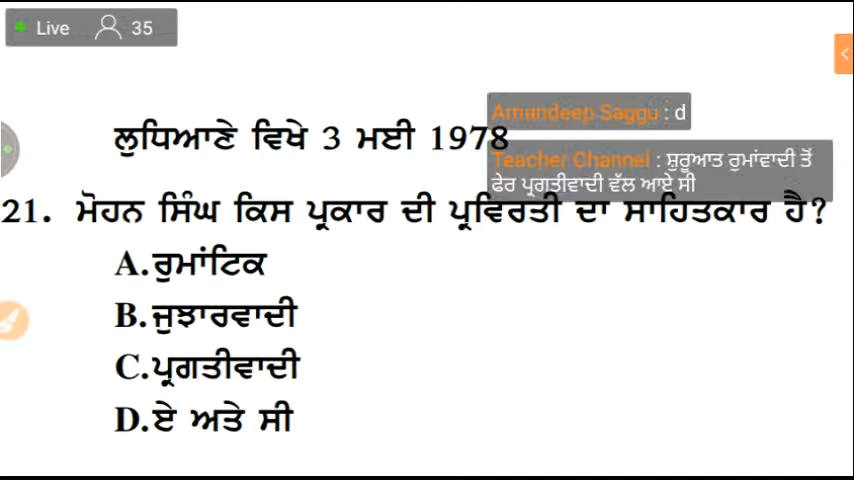 Live 35
Amandeep Saggu : d
ਲੁਧਿਆਣੇ ਵਿਖੇ 3 ਮਈ 1978
Teacher Channel : ਸ਼ੁਰੂਆਤ ਰੁਮਾਂਵਾਦੀ ਤੋਂ
ਫੇਰ ਪ੍ਰਗਤੀਵਾਦੀ ਵੱਲ ਆਏ ਸੀ
21. ਮੋਹਨ ਸਿੰਘ ਕਿਸ ਪ੍ਰਕਾਰ ਦੀ ਪ੍ਰਵਿਰਤੀ ਦਾ ਸਾਹਿਤਕਾਰ ਹੈ?
A.ਰੁਮਾਂਟਿਕ
B.ਜੁਝਾਰਵਾਦੀ
C.ਪ੍ਰਗਤੀਵਾਦੀ
D.ਏ ਅਤੇ ਸੀ